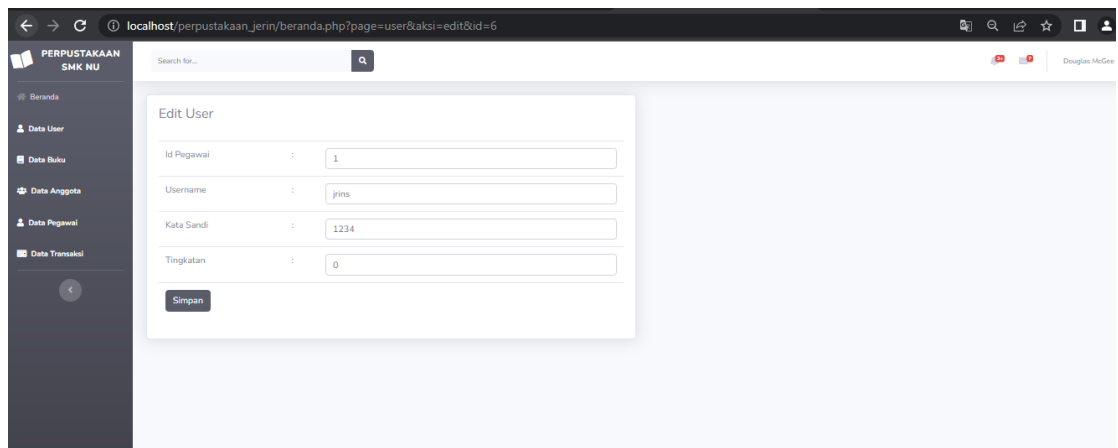 localhost/perpustakaan_jerin/beranda.php?page=user&aksi=edit&id=6
PERPUSTAKAAN
SMK NU
Search for...
3+
7
Douglas McGee
Beranda
Data User
Data Buku
Data Anggota
Data Pegawai
Data Transaksi
Edit User
Id Pegawai : 1
Username : jrins
Kata Sandi : 1234
Tingkatan : 0
Simpan